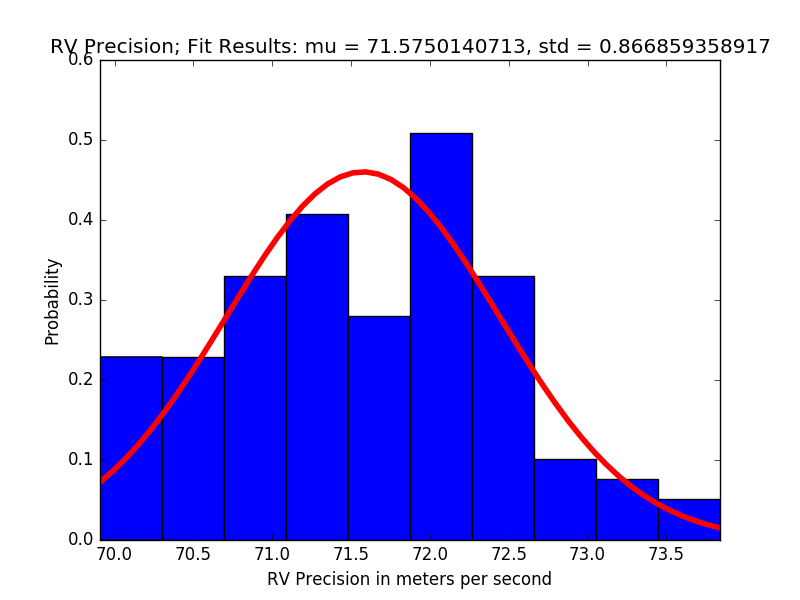 RV Precision; Fit Results: mu = 71.5750140713, std = 0.866859358917
0.6
0.5
0.4
0.3
0.2
0.1
0.0
Probability
70.0 70.5 71.0 71.5 72.0 72.5 73.0 73.5
RV Precision in meters per second